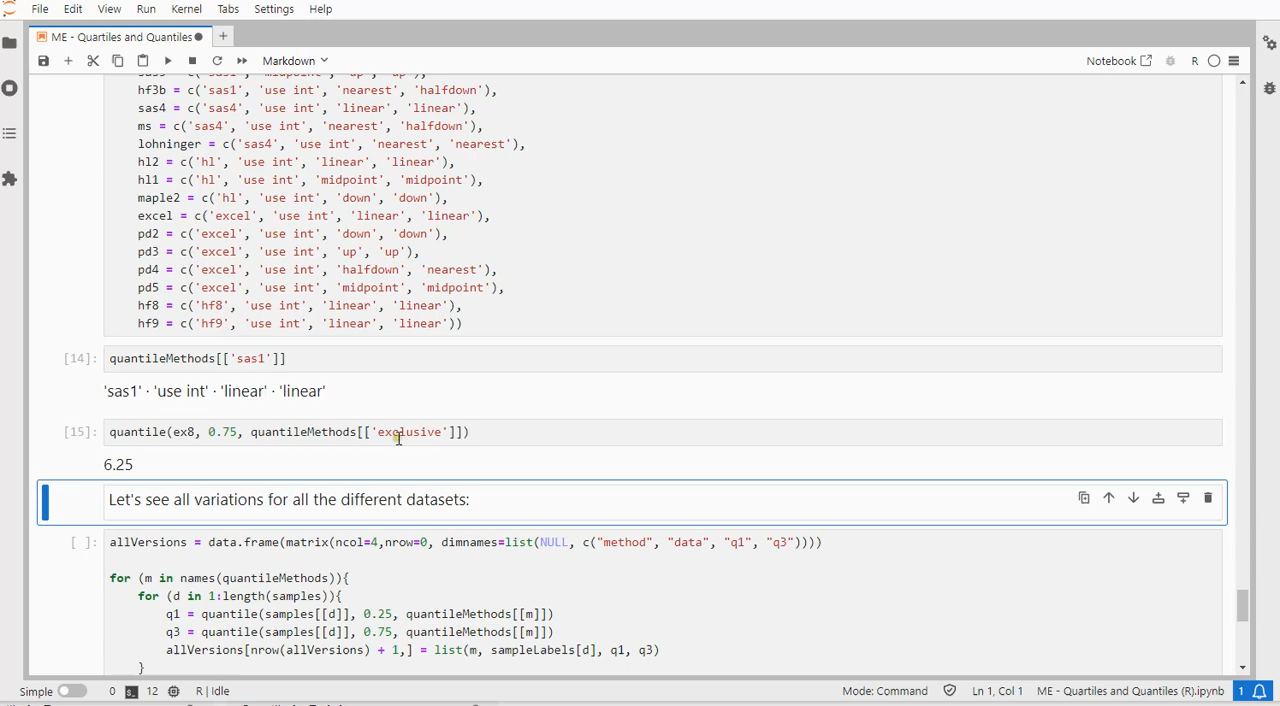 File Edit View Run Kernel Tabs Settings Help
ME - Quartiles and Quantiles
Markdown
Notebook R
hf3b = c('sas1', 'use int', 'nearest', 'halfdown'),
sas4 = c('sas4', 'use int', 'linear', 'linear'),
ms = c('sas4', 'use int', 'nearest', 'halfdown'),
lohninger = c('sas4', 'use int', 'nearest', 'nearest'),
hl2 = c('hl', 'use int', 'linear', 'linear'),
hl1 = c('hl', 'use int', 'midpoint', 'midpoint'),
maple2 = c('hl', 'use int', 'down', 'down'),
excel = c('excel', 'use int', 'linear', 'linear'),
pd2 = c('excel', 'use int', 'down', 'down'),
pd3 = c('excel', 'use int', 'up', 'up'),
pd4 = c('excel', 'use int', 'halfdown', 'nearest'),
pd5 = c('excel', 'use int', 'midpoint', 'midpoint'),
hf8 = c('hf8', 'use int', 'linear', 'linear'),
hf9 = c('hf9', 'use int', 'linear', 'linear'))
[14]: quantileMethods[['sas1']]
'sas1' · 'use int' · 'linear' · 'linear'
[15]: quantile(ex8, 0.75, quantileMethods[['exclusive']])
6.25
Let's see all variations for all the different datasets:
[ ]: allVersions = data.frame(matrix(ncol=4,nrow=0, dimnames=list(NULL, c("method", "data", "q1", "q3"))))
for (m in names(quantileMethods)){
for (d in 1:length(samples)){
q1 = quantile(samples[[d]], 0.25, quantileMethods[[m]])
q3 = quantile(samples[[d]], 0.75, quantileMethods[[m]])
allVersions[nrow(allVersions) + 1,] = list(m, sampleLabels[d], q1, q3)
}
Simple 0 12 R | Idle Mode: Command Ln 1, Col 1 ME - Quartiles and Quantiles (R).ipynb 1